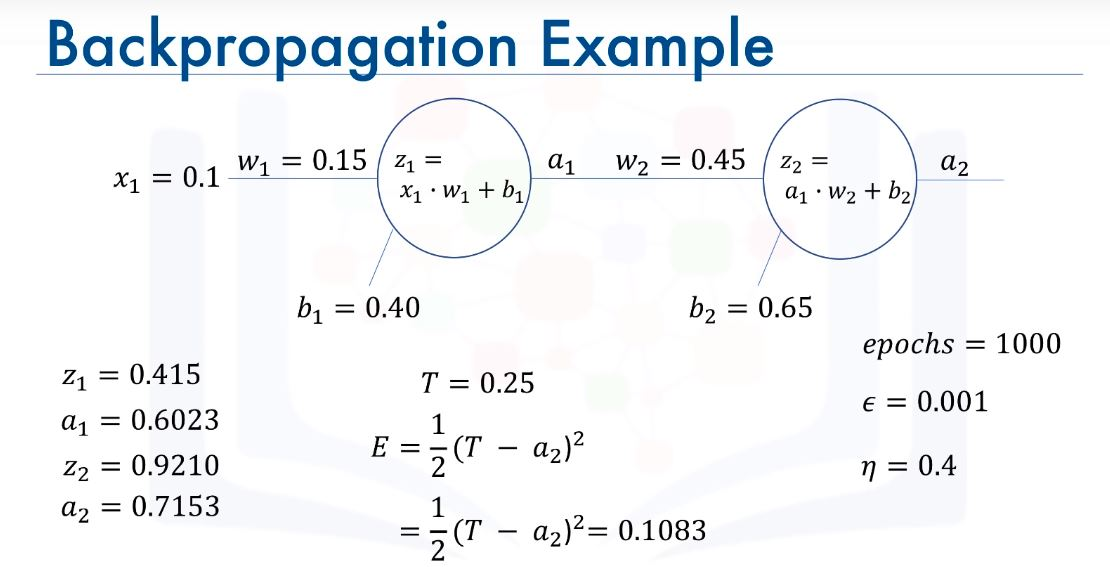 Backpropagation Example
x₁ = 0.1
w₁ = 0.15
z₁ =
x₁ · w₁ + b₁
a₁
w₂ = 0.45
z₂ =
a₁ · w₂ + b₂
a₂
b₁ = 0.40
b₂ = 0.65
epochs = 1000
ϵ = 0.001
η = 0.4
z₁ = 0.415
a₁ = 0.6023
z₂ = 0.9210
a₂ = 0.7153
T = 0.25
E = 1/2 (T − a₂)²
= 1/2 (T − a₂)² = 0.1083